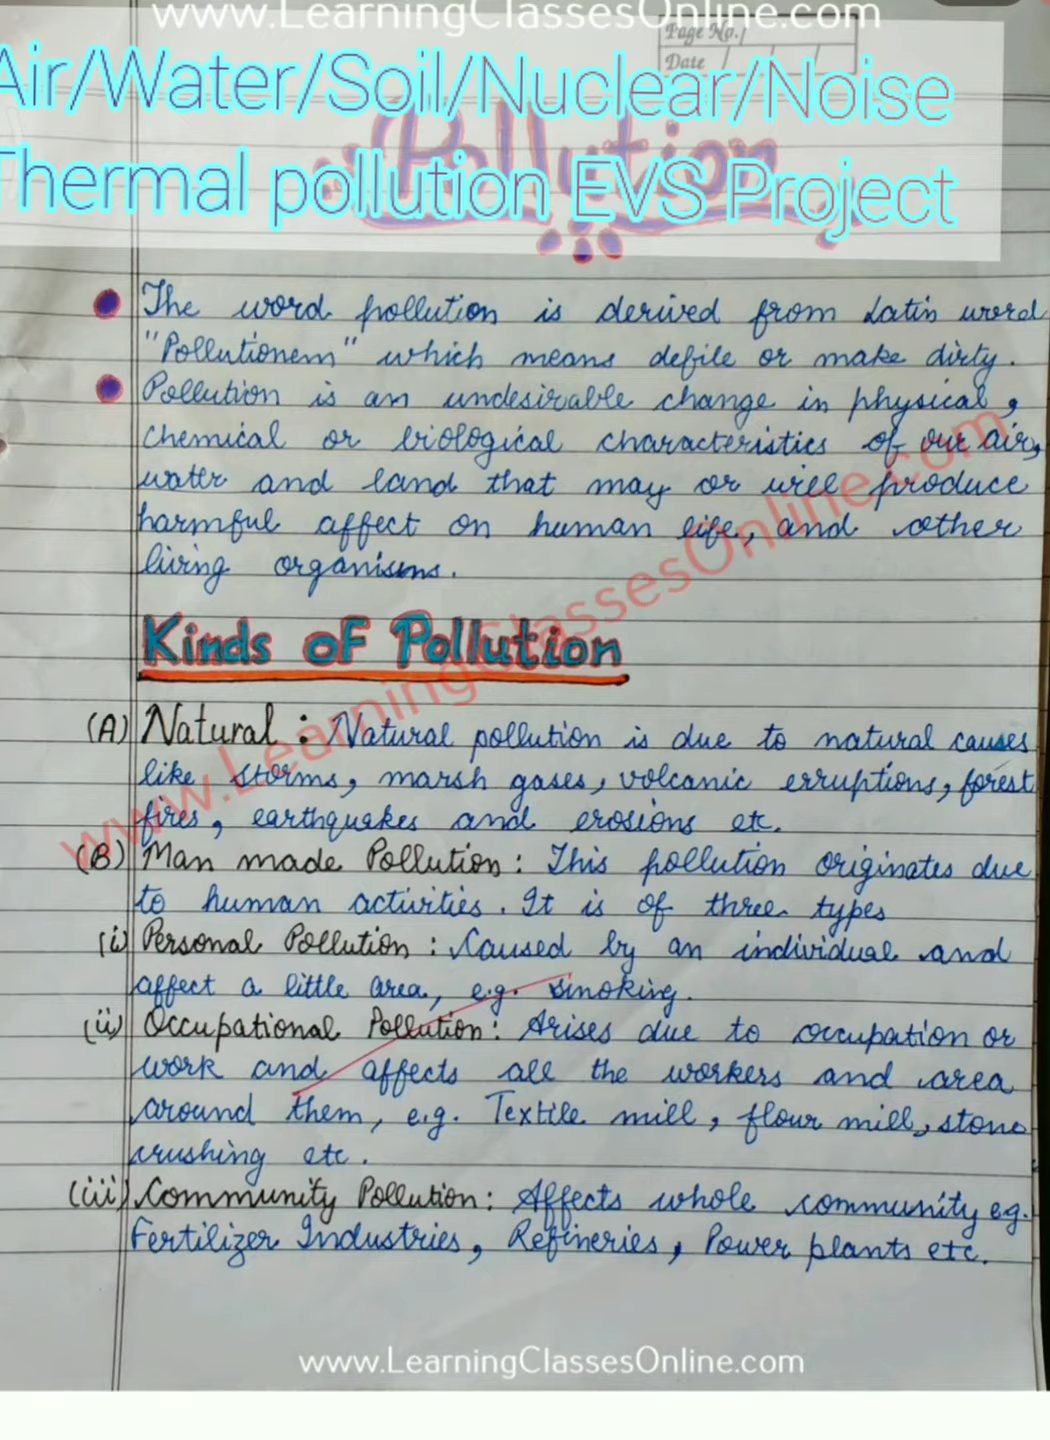 www.LearningClassesOnline.com
Page No.
Date
Air/Water/Soil/Nuclear/Noise
Thermal pollution EVS Project
Pollution
The word pollution is derived from Latin word
"Pollutionem" which means defile or make dirty.
Pollution is an undesirable change in physical,
chemical or biological characteristics of our air,
water and land that may or will produce
harmful affect on human life, and other
living organisms.
Kinds of Pollution
(A) Natural : Natural pollution is due to natural causes
like storms, marsh gases, volcanic erruptions, forest
fires, earthquakes and erosions etc.
(B) Man made Pollution : This pollution originates due
to human activities. It is of three types
(i) Personal Pollution : Caused by an individual and
affect a little area, e.g. smoking.
(ii) Occupational Pollution : Arises due to occupation or
work and affects all the workers and area
around them, e.g. Textile mill, flour mill, stone
crushing etc.
(iii) Community Pollution : Affects whole community eg.
Fertilizer Industries, Refineries, Power plants etc.
www.LearningClassesOnline.com
www.LearningClassesOnline.com